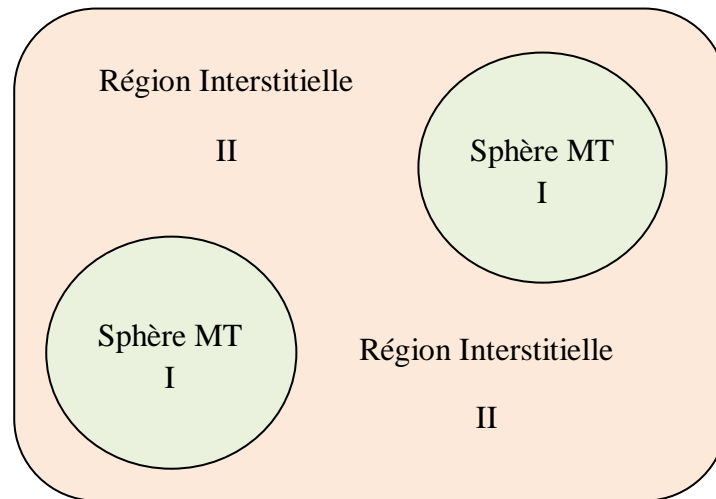 Région Interstitielle
II
Sphère MT
I
Sphère MT
I
Région Interstitielle
II